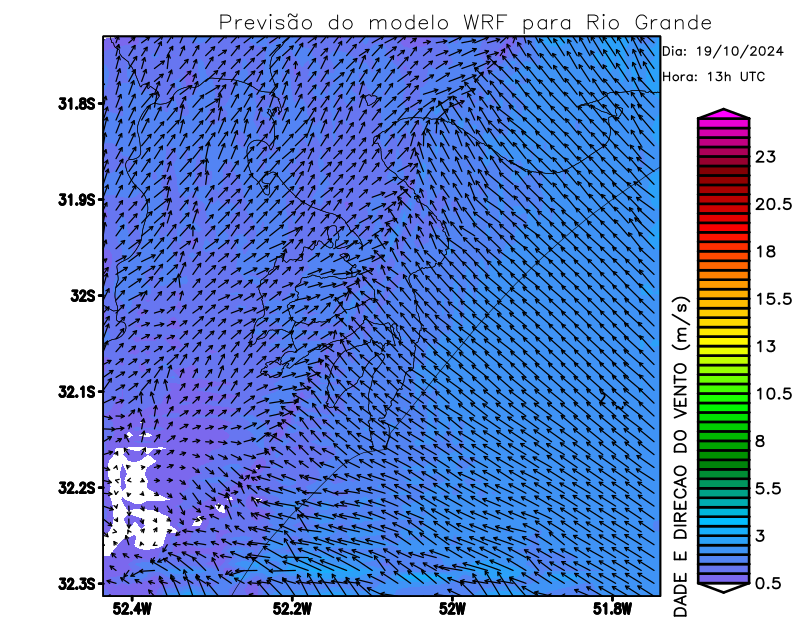 Previsão do modelo WRF para Rio Grande
Dia: 19/10/2024
Hora: 13h UTC
31.8S
31.9S
32S
32.1S
32.2S
32.3S
52.4W
52.2W
52W
51.8W
23
20.5
18
15.5
13
10.5
8
5.5
3
0.5
DADE E DIRECAO DO VENTO (m/s)